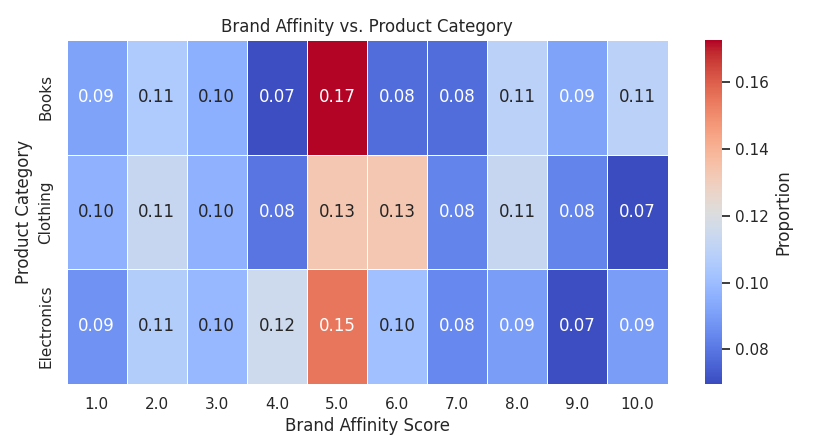 Brand Affinity vs. Product Category
Product Category
Books
0.09 0.11 0.10 0.07 0.17 0.08 0.08 0.11 0.09 0.11
Clothing
0.10 0.11 0.10 0.08 0.13 0.13 0.08 0.11 0.08 0.07
Electronics
0.09 0.11 0.10 0.12 0.15 0.10 0.08 0.09 0.07 0.09
1.0 2.0 3.0 4.0 5.0 6.0 7.0 8.0 9.0 10.0
Brand Affinity Score
0.16
0.14
0.12
0.10
0.08
Proportion